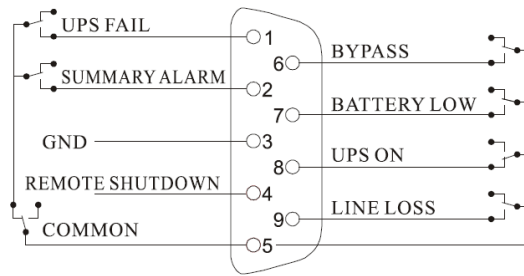 UPS FAIL
1
6
BYPASS
SUMMARY ALARM
2
7
BATTERY LOW
GND
3
8
UPS ON
REMOTE SHUTDOWN
4
9
LINE LOSS
COMMON
5